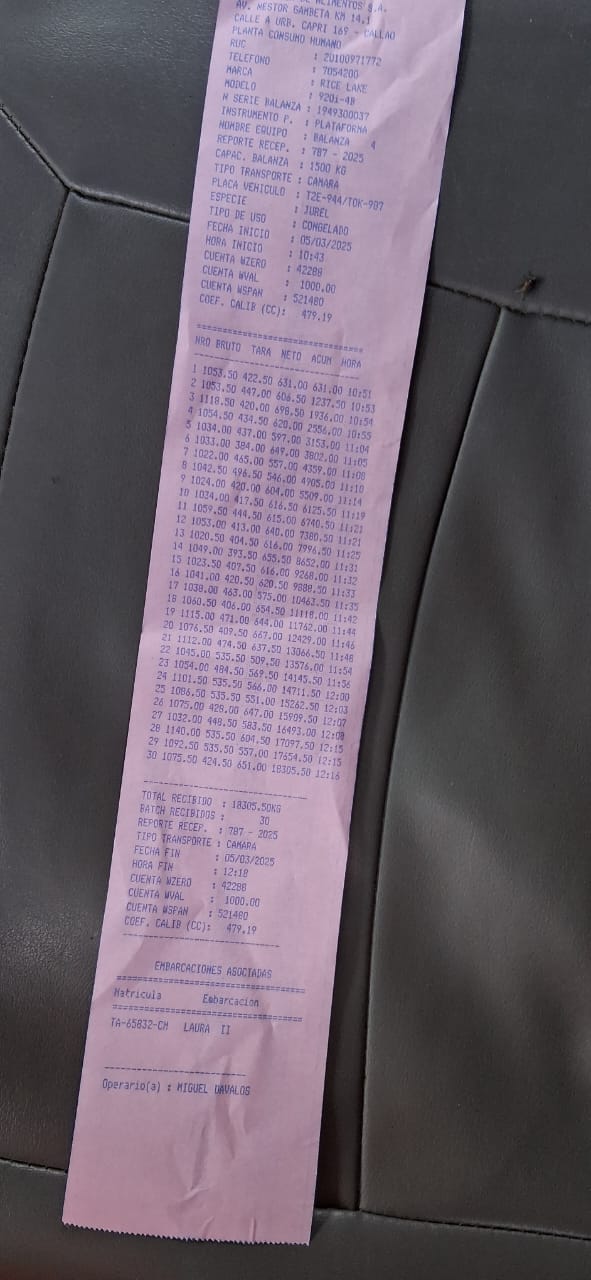 DE ALIMENTOS S.A.
AV. NESTOR GAMBETA KM 14.1
CALLE A URB. CAPRI 169 - CALLAO
PLANTA CONSUMO HUMANO
RUC : 20100971772
TELEFONO : 7054200
MARCA : RICE LAKE
MODELO : 920i-4B
N SERIE BALANZA : 1949300037
INSTRUMENTO P. : PLATAFORMA
NOMBRE EQUIPO : BALANZA 4
REPORTE RECEP. : 787 - 2025
CAPAC. BALANZA : 1500 KG
TIPO TRANSPORTE : CAMARA
PLACA VEHICULO : T2E-944/TOK-987
ESPECIE : JUREL
TIPO DE USO : CONGELADO
FECHA INICIO : 05/03/2025
HORA INICIO : 10:43
CUENTA WZERO : 42288
CUENTA WVAL : 1000.00
CUENTA WSPAN : 521480
COEF. CALIB (CC): 479.19
NRO BRUTO TARA NETO ACUM HORA
1 1053.50 422.50 631.00 631.00 10:51
2 1053.50 447.00 606.50 1237.50 10:53
3 1118.50 420.00 698.50 1936.00 10:54
4 1054.50 434.50 620.00 2556.00 10:55
5 1034.00 437.00 597.00 3153.00 11:04
6 1033.00 384.00 649.00 3802.00 11:05
7 1022.00 465.00 557.00 4359.00 11:08
8 1042.50 496.50 546.00 4905.00 11:10
9 1024.00 420.00 604.00 5509.00 11:14
10 1034.00 417.50 616.50 6125.50 11:19
11 1059.50 444.50 615.00 6740.50 11:21
12 1053.00 413.00 640.00 7380.50 11:21
13 1020.50 404.50 616.00 7996.50 11:25
14 1049.00 393.50 655.50 8652.00 11:31
15 1023.50 407.50 616.00 9268.00 11:32
16 1041.00 420.50 620.50 9888.50 11:33
17 1038.00 463.00 575.00 10463.50 11:35
18 1060.50 406.00 654.50 11118.00 11:42
19 1115.00 471.00 644.00 11762.00 11:44
20 1076.50 409.50 667.00 12429.00 11:46
21 1112.00 474.50 637.50 13066.50 11:48
22 1045.00 535.50 509.50 13576.00 11:54
23 1054.00 484.50 569.50 14145.50 11:56
24 1101.50 535.50 566.00 14711.50 12:00
25 1086.50 535.50 551.00 15262.50 12:03
26 1075.00 428.00 647.00 15909.50 12:07
27 1032.00 448.50 583.50 16493.00 12:08
28 1140.00 535.50 604.50 17097.50 12:15
29 1092.50 535.50 557.00 17654.50 12:15
30 1075.50 424.50 651.00 18305.50 12:16
TOTAL RECIBIDO : 18305.50KG
BATCH RECIBIDOS : 30
REPORTE RECEP. : 787 - 2025
TIPO TRANSPORTE : CAMARA
FECHA FIN : 05/03/2025
HORA FIN : 12:18
CUENTA WZERO : 42288
CUENTA WVAL : 1000.00
CUENTA WSPAN : 521480
COEF. CALIB (CC): 479.19
EMBARCACIONES ASOCIADAS
Matricula Embarcacion
TA-65832-CM LAURA II
Operario(a) : MIGUEL DAVALOS